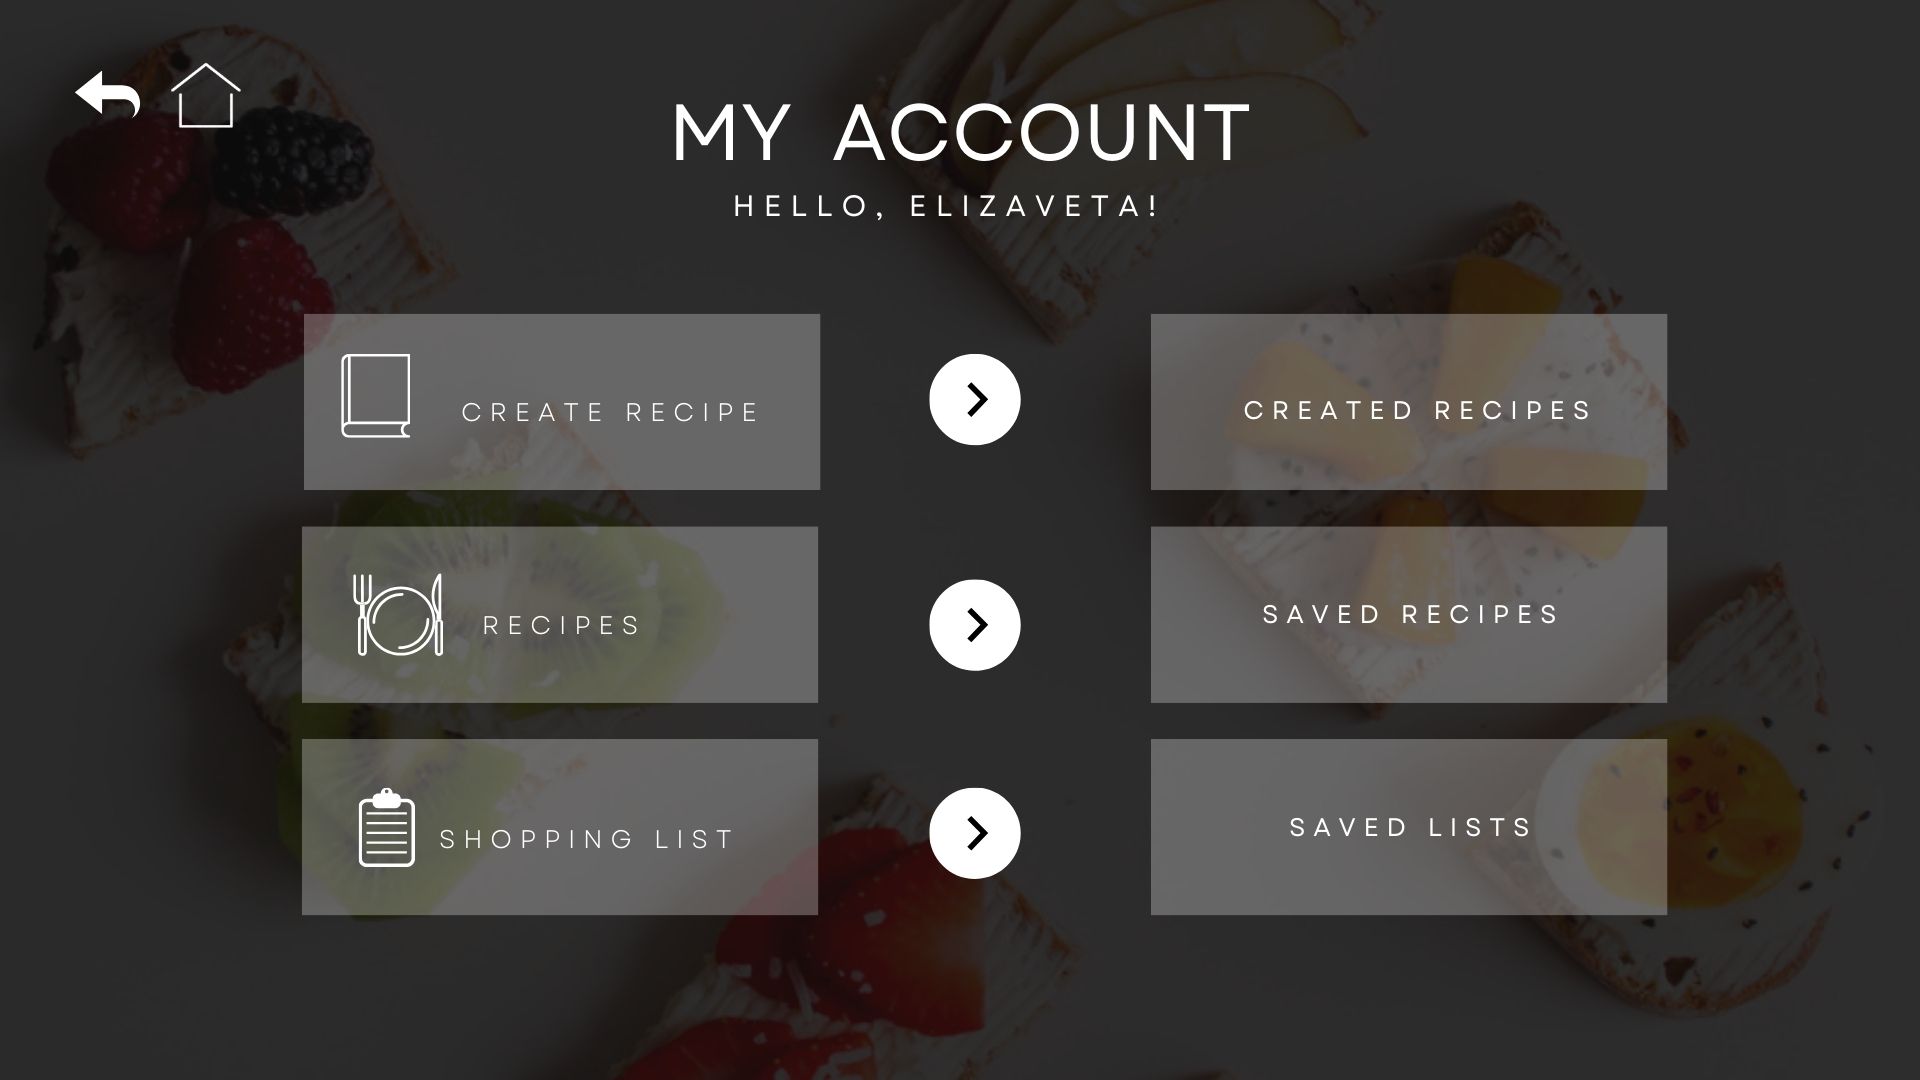 MY ACCOUNT
HELLO, ELIZAVETA!
CREATE RECIPE
CREATED RECIPES
RECIPES
SAVED RECIPES
SHOPPING LIST
SAVED LISTS